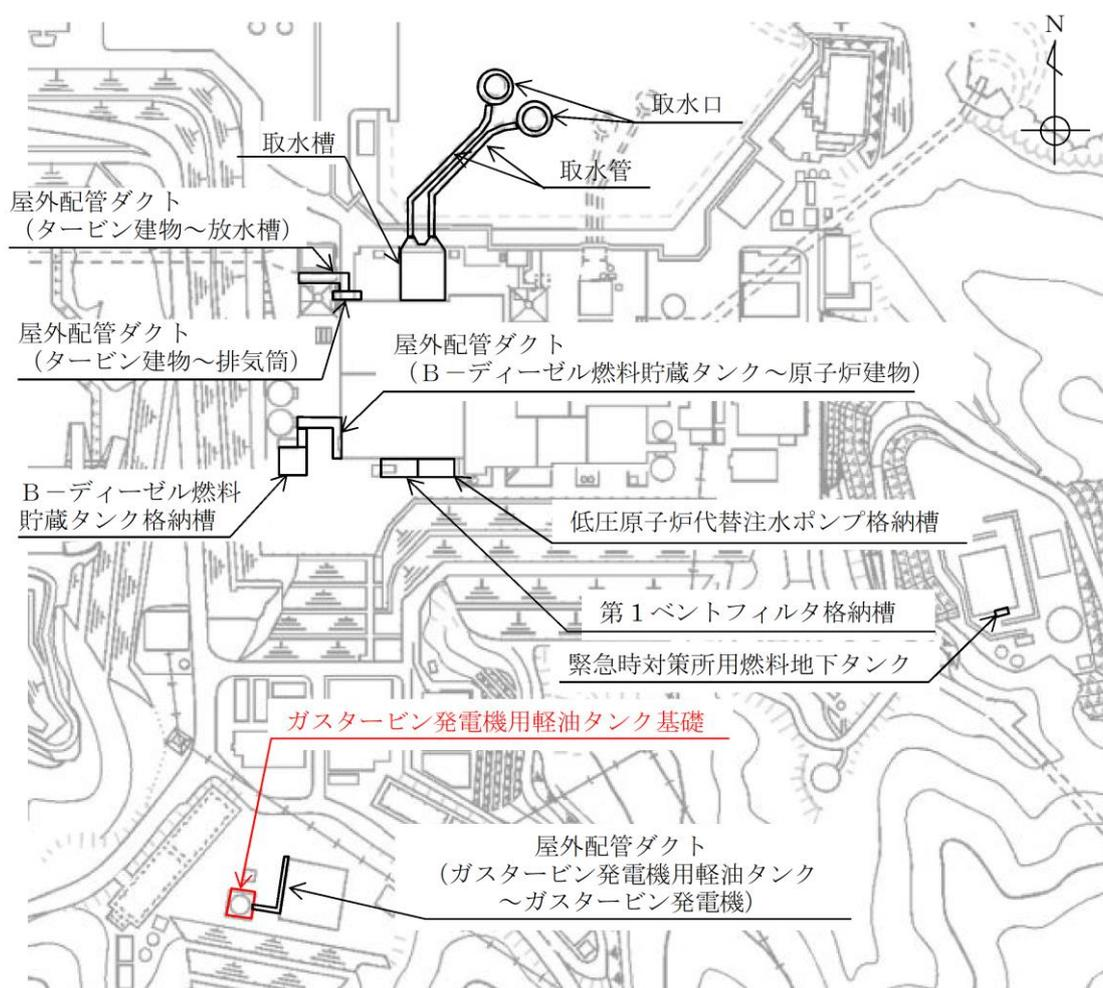 N
取水口
取水槽
取水管
屋外配管ダクト
（タービン建物～放水槽）
屋外配管ダクト
（タービン建物～排気筒）
屋外配管ダクト
（Ｂ－ディーゼル燃料貯蔵タンク～原子炉建物）
Ｂ－ディーゼル燃料
貯蔵タンク格納槽
低圧原子炉代替注水ポンプ格納槽
第１ベントフィルタ格納槽
緊急時対策所用燃料地下タンク
ガスタービン発電機用軽油タンク基礎
屋外配管ダクト
（ガスタービン発電機用軽油タンク
～ガスタービン発電機）